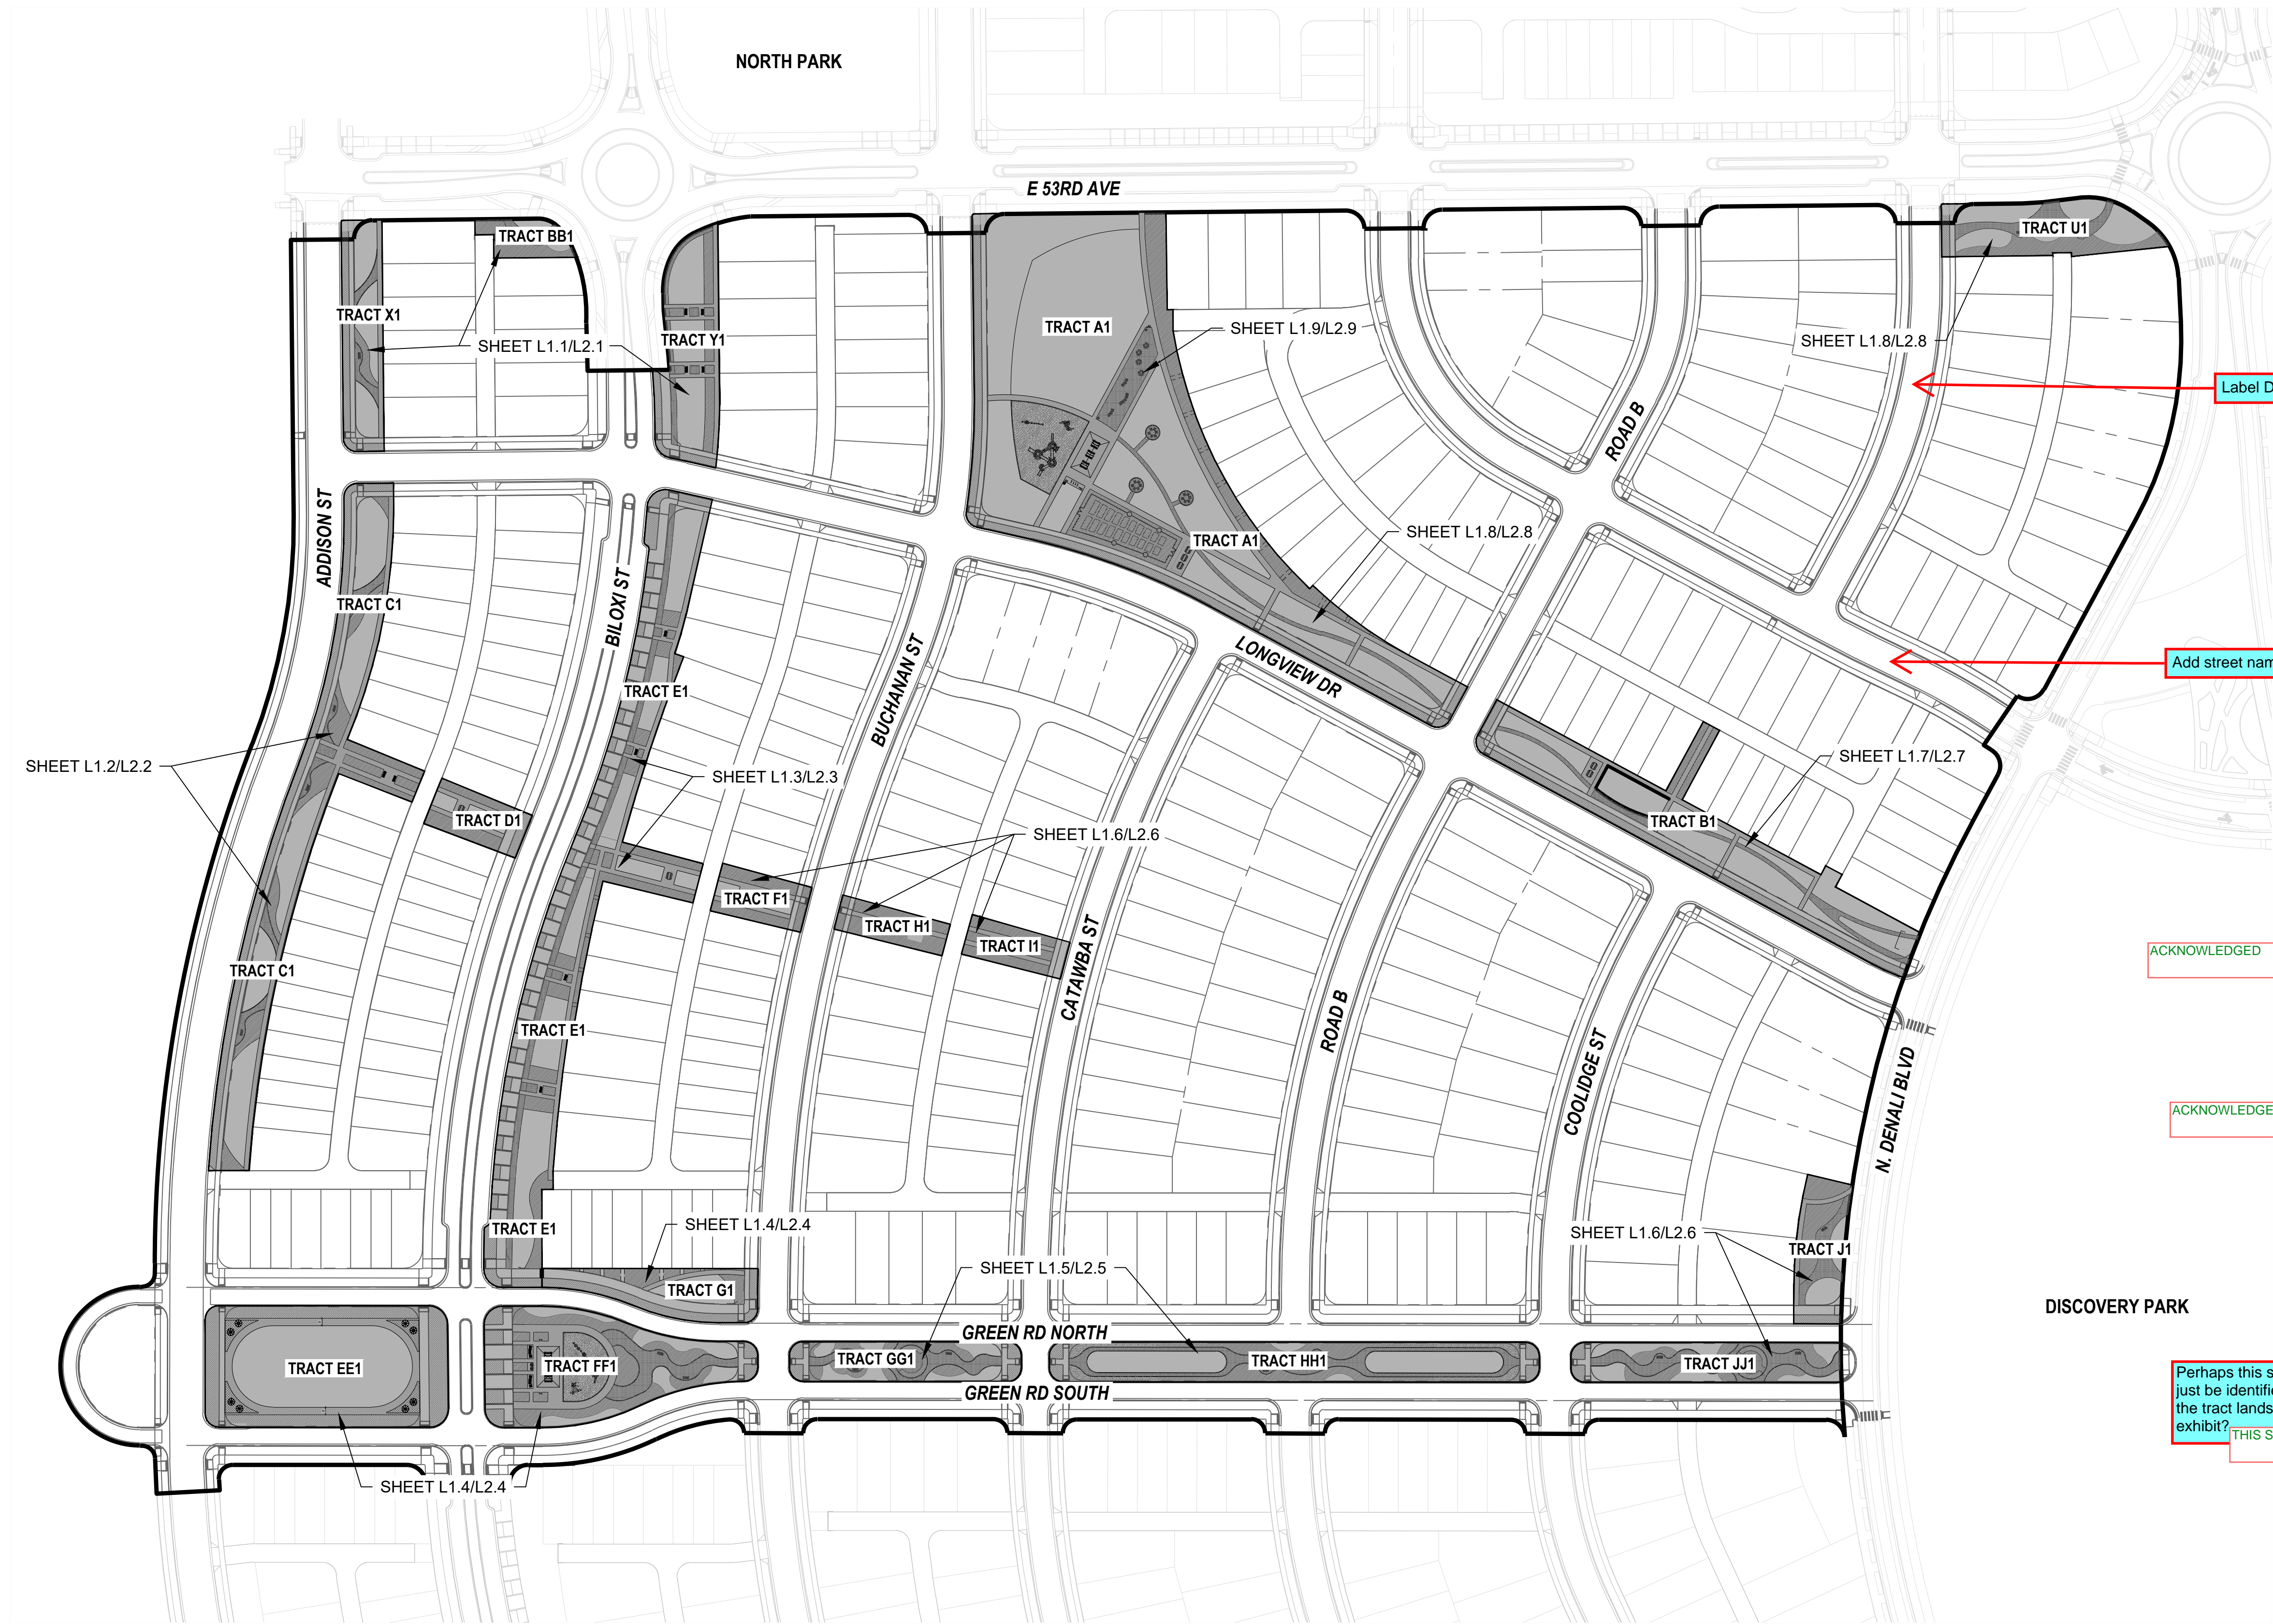 NORTH PARK
E 53RD AVE
TRACT BB1
TRACT U1
TRACT X1
TRACT A1
SHEET L1.9/L2.9
TRACT Y1
SHEET L1.8/L2.8
SHEET L1.1/L2.1
Label D
ROAD B
ADDISON ST
SHEET L1.8/L2.8
TRACT A1
TRACT C1
BILOXI ST
LONGVIEW DR
Add street nam
BUCHANAN ST
TRACT E1
SHEET L1.2/L2.2
SHEET L1.3/L2.3
SHEET L1.7/L2.7
TRACT D1
TRACT B1
SHEET L1.6/L2.6
TRACT F1
TRACT H1
TRACT I1
ACKNOWLEDGED
CATAWBA ST
TRACT C1
ROAD B
TRACT E1
COOLIDGE ST
N. DENALI BLVD
ACKNOWLEDGE
TRACT E1
SHEET L1.4/L2.4
SHEET L1.6/L2.6
TRACT J1
SHEET L1.5/L2.5
TRACT G1
DISCOVERY PARK
GREEN RD NORTH
TRACT EE1
TRACT FF1
TRACT GG1
TRACT HH1
TRACT JJ1
GREEN RD SOUTH
Perhaps this s
just be identifie
the tract lands
exhibit?
THIS S
SHEET L1.4/L2.4